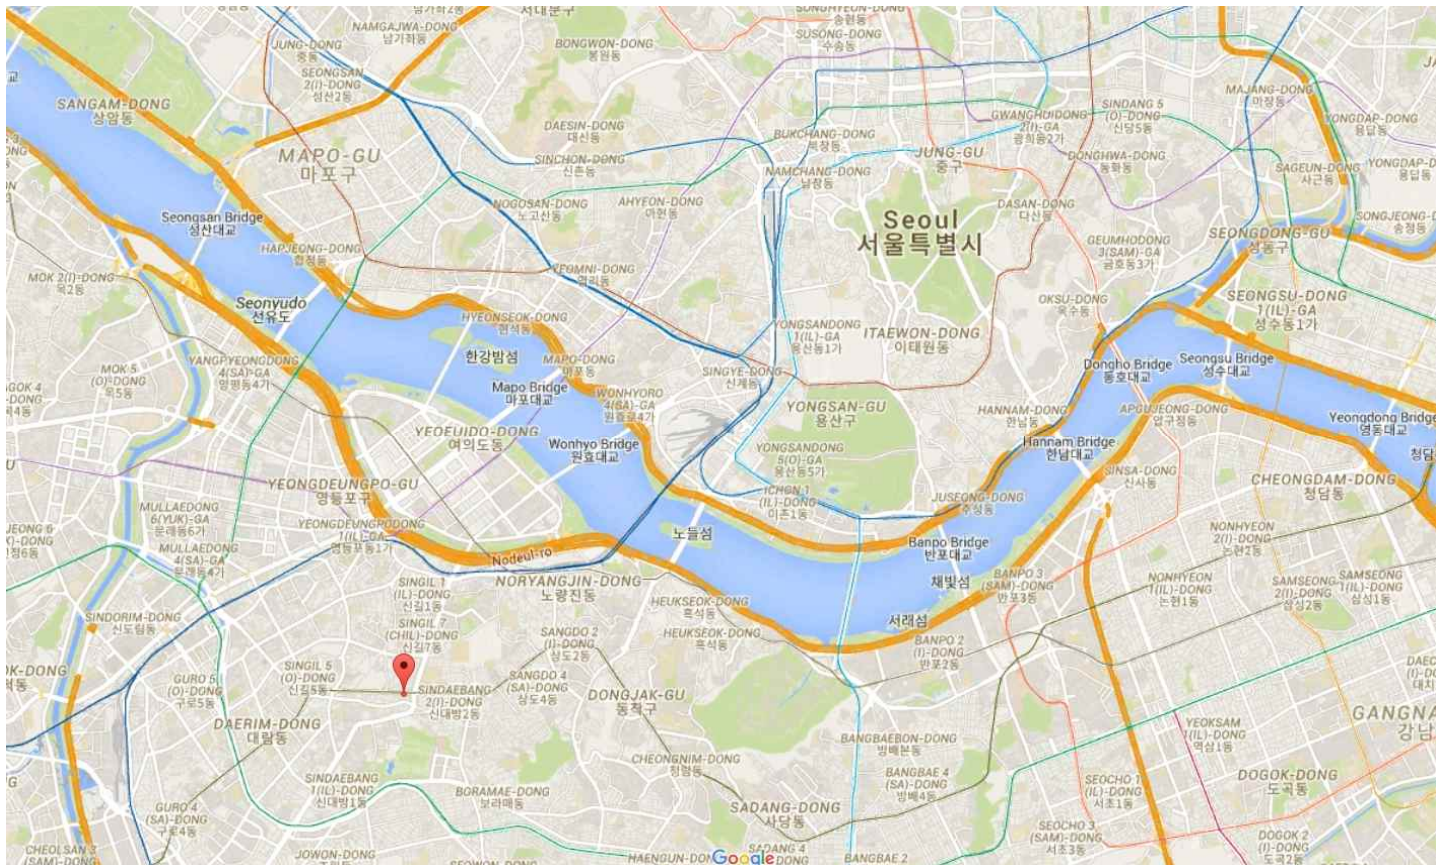 서대문구
NAMGAJWA-DONG
남가좌동
SONGHYEON-DONG
송현동
SUSONG-DONG
수송동
JUNG-DONG
중동
BONGWON-DONG
봉원동
SEONGSAN
2(I)-DONG
성산2동
SANGAM-DONG
상암동
MAJANG-DONG
마장동
DAESIN-DONG
대신동
BUKCHANG-DONG
북창동
GWANGHUIDONG
2(I)-GA
광희동2가
SINDANG 5
(O)-DONG
신당5동
YONGDAP-DONG
용답동
MAPO-GU
마포구
SINCHON-DONG
신촌동
JUNG-GU
중구
DONGHWA-DONG
동화동
SAGEUN-DONG
사근동
YONGDAP-DONG
용답동
NAMCHANG-DONG
남창동
NOGOSAN-DONG
노고산동
AHYEON-DONG
아현동
DASAN-DONG
다산동
Seongsan Bridge
성산대교
Seoul
서울특별시
SONGJEONG-DONG
송정동
SEONGDONG-GU
성동구
HAPJEONG-DONG
합정동
GEUMHODONG
3(SAM)-GA
금호동3가
MOK 2(I)-DONG
목2동
YEOMNI-DONG
염리동
Seonyudo
선유도
HYEONSEOK-DONG
현석동
OKSU-DONG
옥수동
SEONGSU-DONG
1(IL)-GA
성수동1가
YONGSANDONG
1(IL)-GA
용산동1가
ITAEWON-DONG
이태원동
한강밤섬
MAPO-DONG
마포동
YANGPYEONGDONG
4(SA)-GA
양평동4가
MOK 5
(O)-DONG
목5동
SINGYE-DONG
신계동
Dongho Bridge
동호대교
Seongsu Bridge
성수대교
Mapo Bridge
마포대교
WONHYORO
4(SA)-GA
원효로4가
YONGSAN-GU
용산구
HANNAM-DONG
한남동
APGUJEONG-DONG
압구정동
Yeongdong Bridge
영동대교
YEOEUIDO-DONG
여의도동
Wonhyo Bridge
원효대교
YONGSANDONG
5(O)-GA
용산동5가
Hannam Bridge
한남대교
청담
SINSA-DONG
신사동
CHEONGDAM-DONG
청담동
YEONGDEUNGPO-GU
영등포구
ICHON 1
(IL)-DONG
이촌1동
JUSEONG-DONG
주성동
MULLAEDONG
6(YUK)-GA
문래동6가
YEONGDEUNGPODONG
1(IL)-GA
영등포동1가
노들섬
NONHYEON
2(I)-DONG
논현2동
Banpo Bridge
반포대교
MULLAEDONG
4(SA)-GA
문래동4가
Nodeul-ro
NORYANGJIN-DONG
노량진동
SINGIL 1
(IL)-DONG
신길1동
채빛섬
BANPO 3
(SAM)-DONG
반포3동
NONHYEON
1(IL)-DONG
논현1동
SAMSEONG
2(I)-DONG
삼성2동
SAMSEONG
1(IL)-DONG
삼성1동
HEUKSEOK-DONG
흑석동
SINDORIM-DONG
신도림동
SINGIL 7
(CHIL)-DONG
신길7동
서래섬
HEUKSEOK-DONG
흑석동
SANGDO 2
(I)-DONG
상도2동
BANPO 2
(I)-DONG
반포2동
SINGIL 5
(O)-DONG
신길5동
GURO 5
(O)-DONG
구로5동
SANGDO 4
(SA)-DONG
상도4동
SINDAEBANG
2(I)-DONG
신대방2동
DONGJAK-GU
동작구
DAERIM-DONG
대림동
GANGNA
강남
YEOKSAM
1(IL)-DONG
역삼1동
BANGBAEBON-DONG
방배본동
CHEONGNIM-DONG
청림동
SINDAEBANG
1(IL)-DONG
신대방1동
BORAMAE-DONG
보라매동
BANGBAE 4
(SA)-DONG
방배4동
SEOCHO 1
(IL)-DONG
서초1동
DOGOK-DONG
도곡동
GURO 4
(SA)-DONG
구로4동
SADANG-DONG
사당동
SEOCHO 3
(SAM)-DONG
서초3동
DOGOK 2
(I)-DONG
도곡2동
CHEOLSAN 3
(SAM)-DONG
JOWON-DONG
SEOWON-DONG
HAENGUN-DONG
Google
SADANG 4
BANGBAE 2